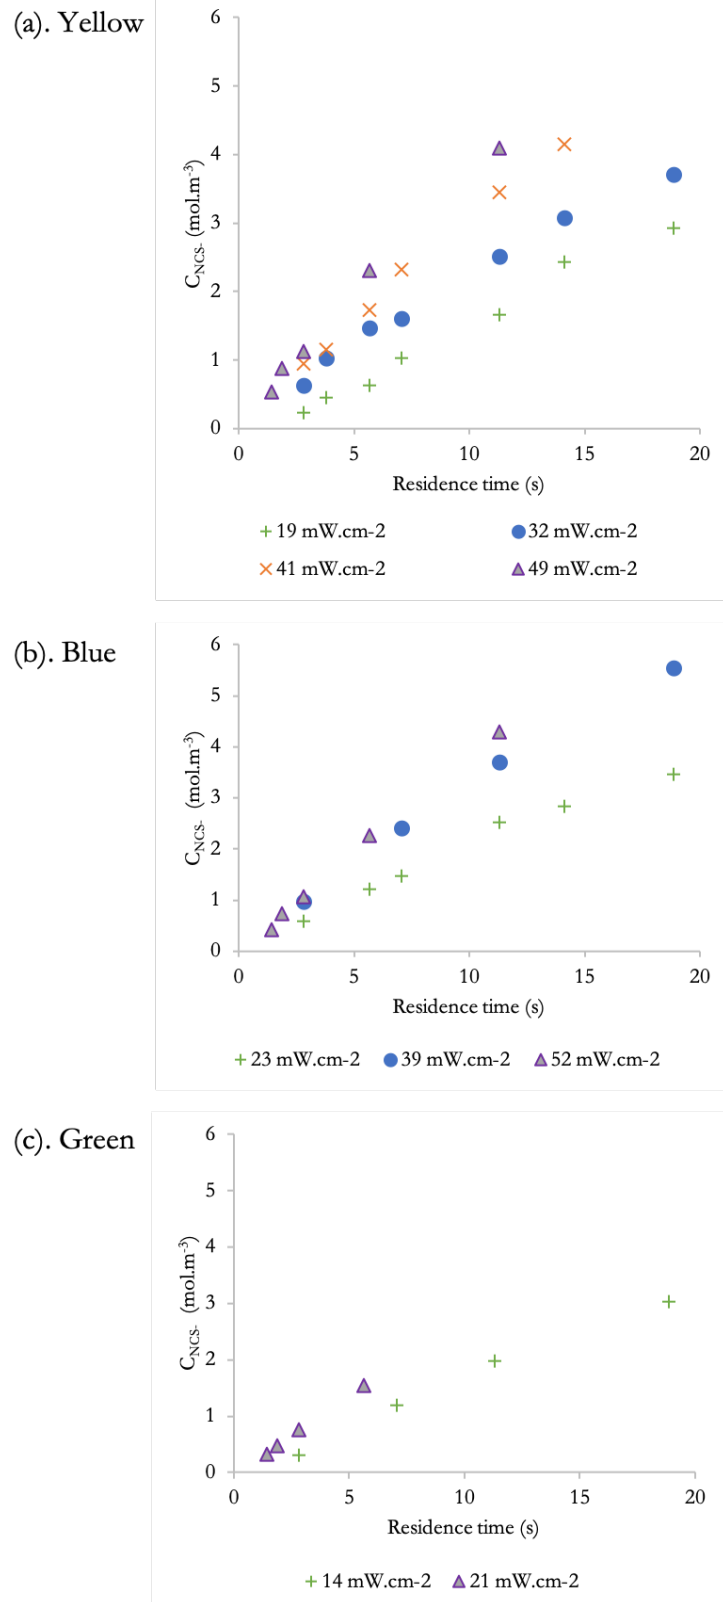 (a). Yellow
6
5
4
3
2
1
0
C_NCS- (mol.m^-3)
0 5 10 15 20
Residence time (s)
19 mW.cm-2 32 mW.cm-2
41 mW.cm-2 49 mW.cm-2
(b). Blue
6
5
4
3
2
1
0
C_NCS- (mol.m^-3)
0 5 10 15 20
Residence time (s)
23 mW.cm-2 39 mW.cm-2 52 mW.cm-2
(c). Green
6
5
4
3
2
1
0
C_NCS- (mol.m^-3)
0 5 10 15 20
Residence time (s)
14 mW.cm-2 21 mW.cm-2